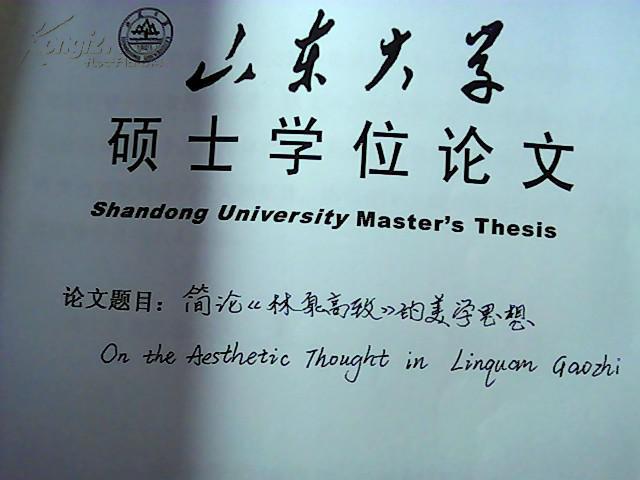 山东大学
硕士学位论文
Shandong University Master's Thesis
论文题目：简论《林泉高致》的美学思想
On the Aesthetic Thought in Linquan Gaozhi